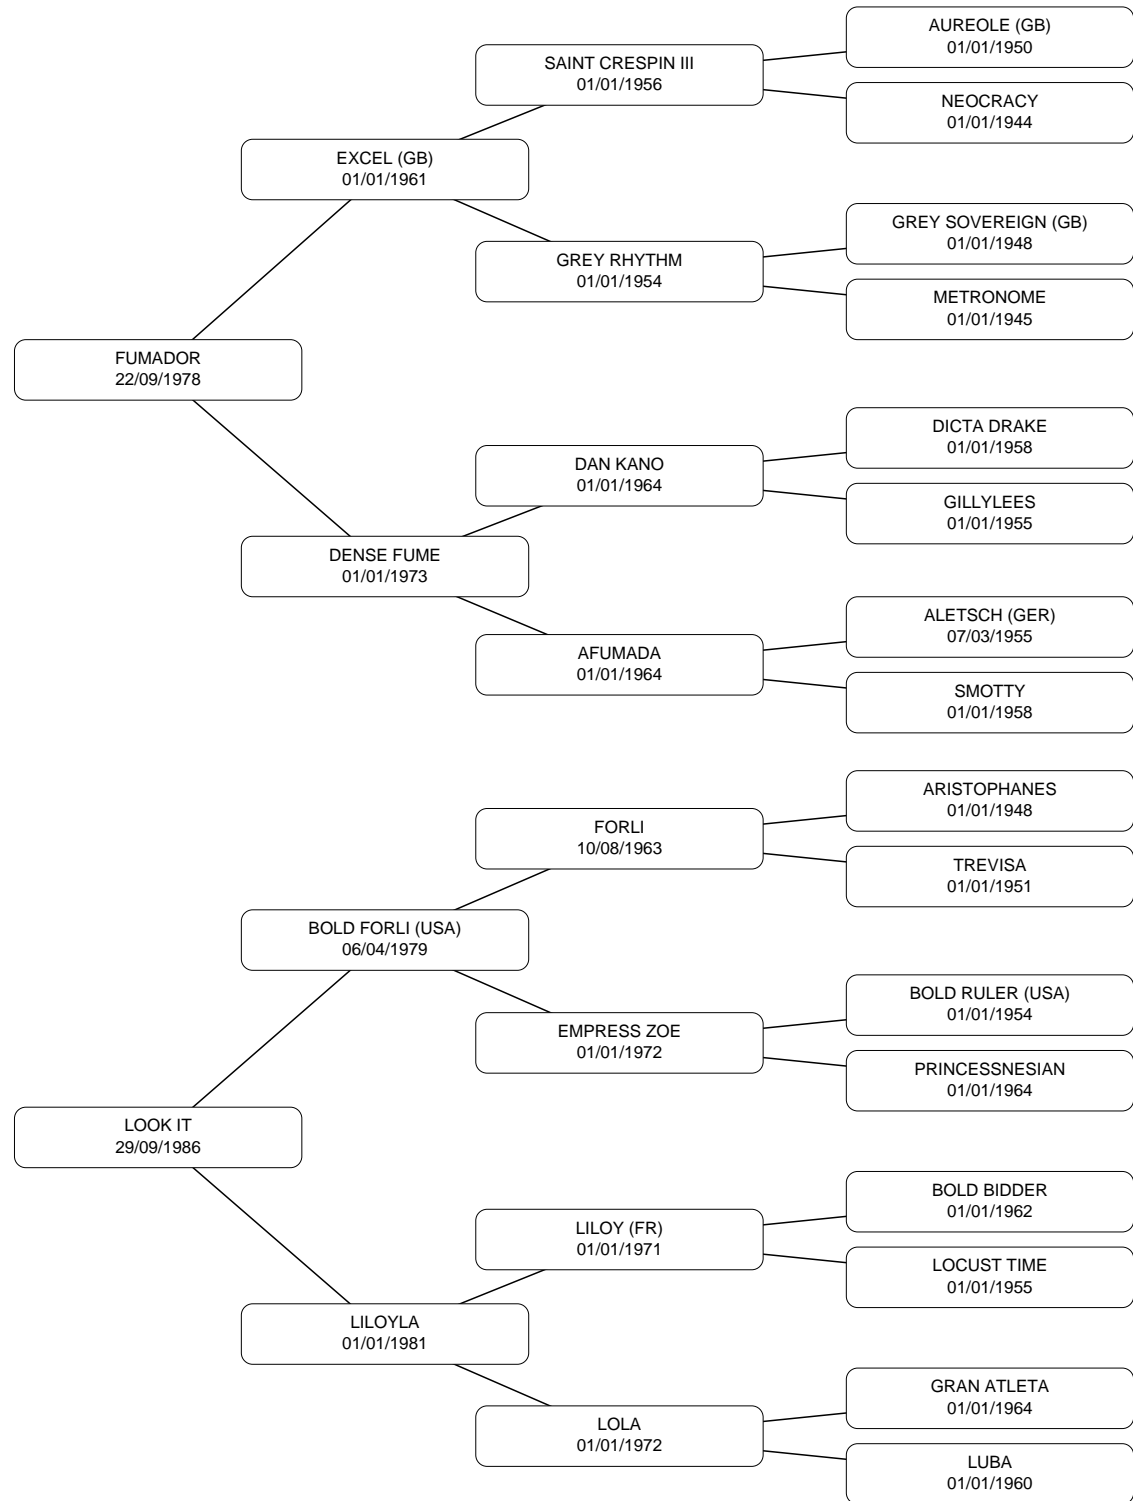 AUREOLE (GB)
01/01/1950
SAINT CRESPIN III
01/01/1956
NEOCRACY
01/01/1944
EXCEL (GB)
01/01/1961
GREY SOVEREIGN (GB)
01/01/1948
GREY RHYTHM
01/01/1954
METRONOME
01/01/1945
FUMADOR
22/09/1978
DICTA DRAKE
01/01/1958
DAN KANO
01/01/1964
GILLYLEES
01/01/1955
DENSE FUME
01/01/1973
ALETSCH (GER)
07/03/1955
AFUMADA
01/01/1964
SMOTTY
01/01/1958
ARISTOPHANES
01/01/1948
FORLI
10/08/1963
TREVISA
01/01/1951
BOLD FORLI (USA)
06/04/1979
BOLD RULER (USA)
01/01/1954
EMPRESS ZOE
01/01/1972
PRINCESSNESIAN
01/01/1964
LOOK IT
29/09/1986
BOLD BIDDER
01/01/1962
LILOY (FR)
01/01/1971
LOCUST TIME
01/01/1955
LILOYLA
01/01/1981
GRAN ATLETA
01/01/1964
LOLA
01/01/1972
LUBA
01/01/1960